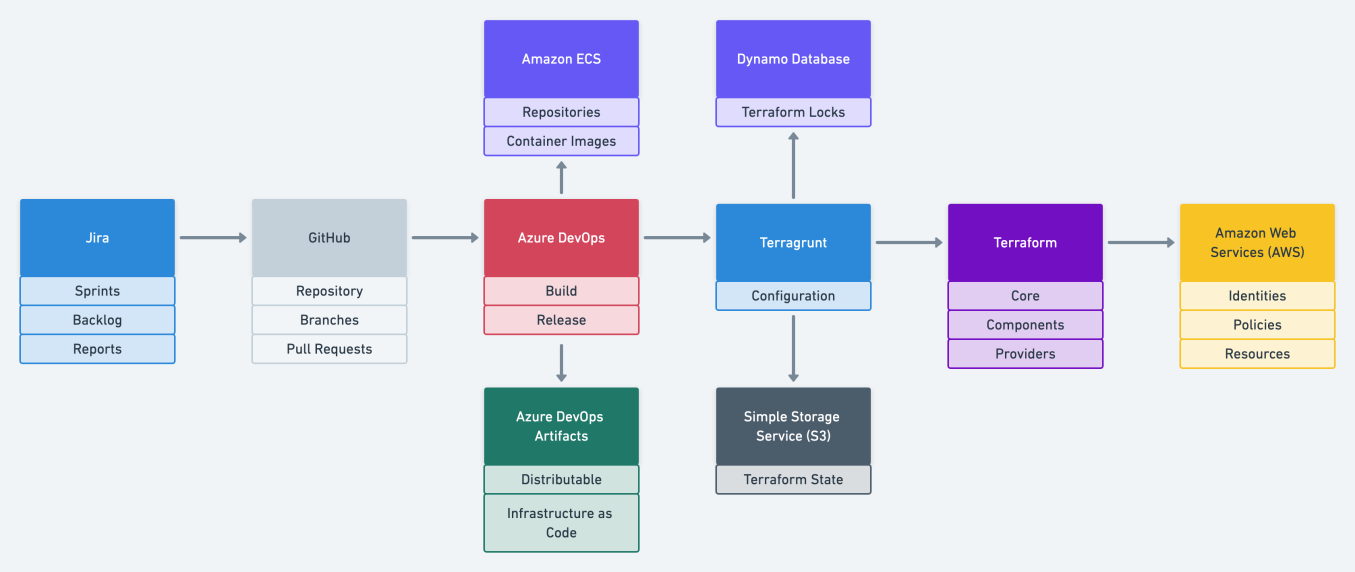 Amazon ECS
Repositories
Container Images
Dynamo Database
Terraform Locks
Jira
Sprints
Backlog
Reports
GitHub
Repository
Branches
Pull Requests
Azure DevOps
Build
Release
Terragrunt
Configuration
Terraform
Core
Components
Providers
Amazon Web
Services (AWS)
Identities
Policies
Resources
Azure DevOps
Artifacts
Distributable
Infrastructure as
Code
Simple Storage
Service (S3)
Terraform State